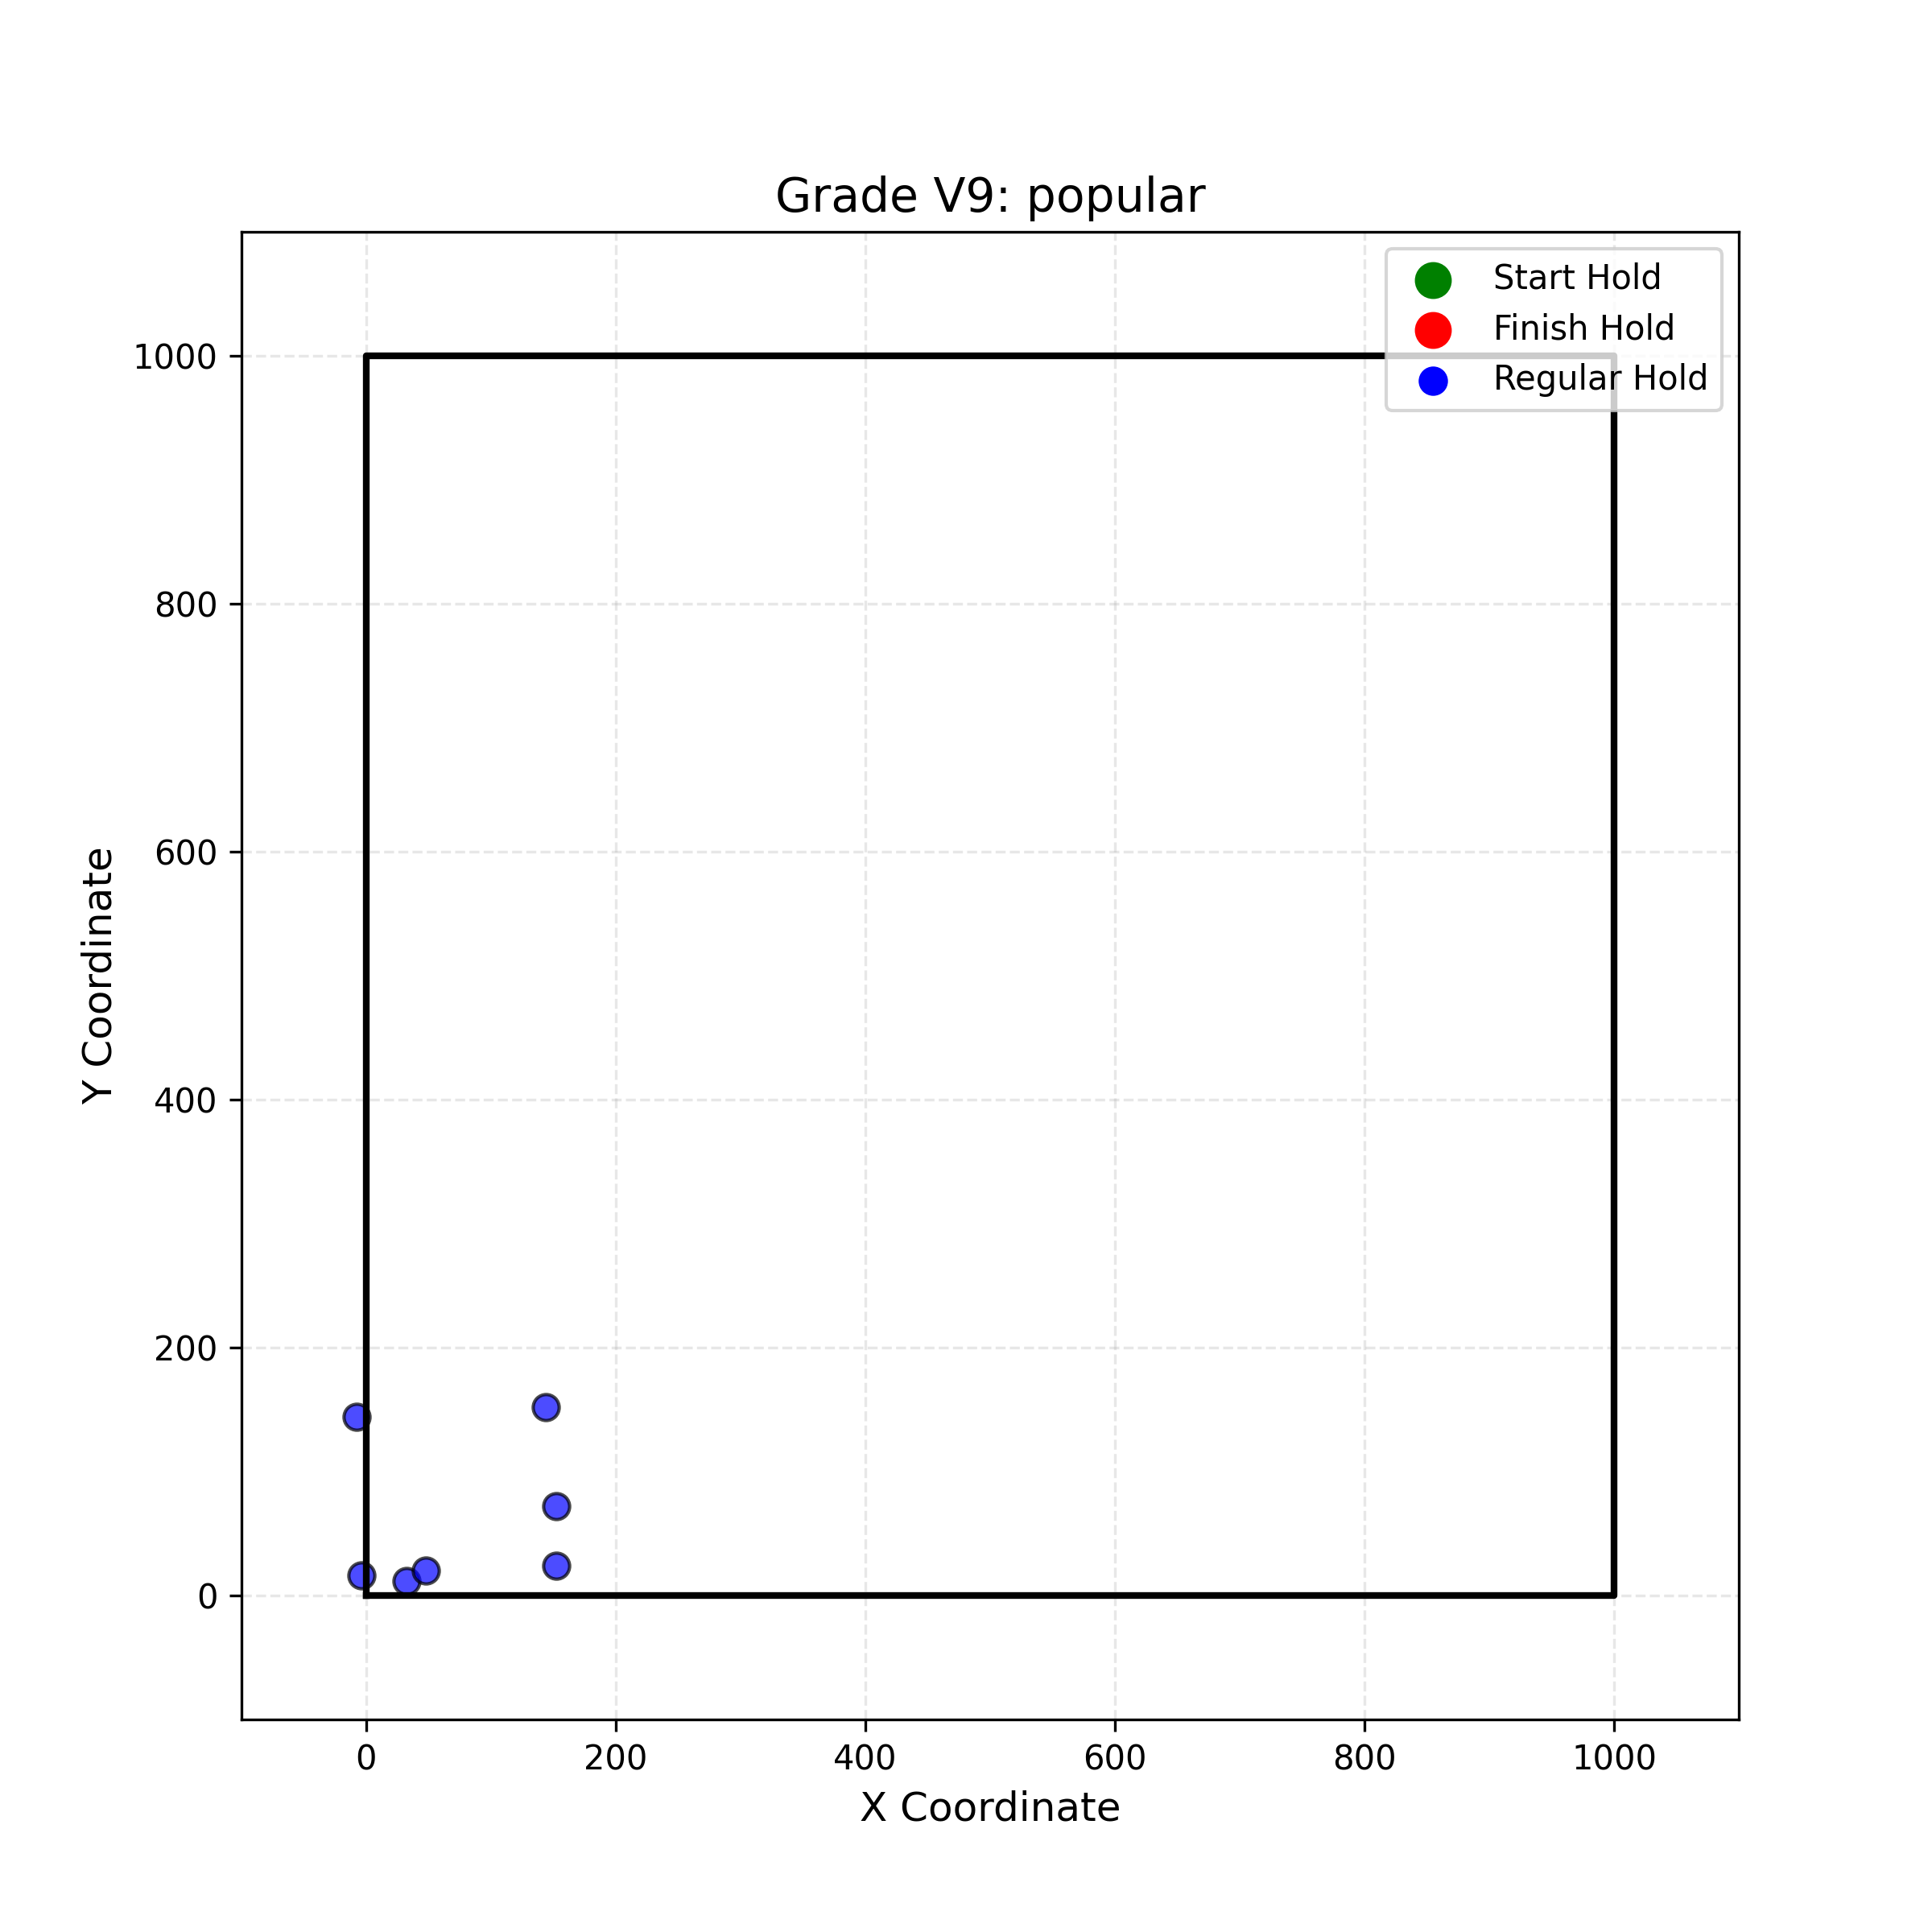 Grade V9: popular
Start Hold
Finish Hold
Regular Hold
1000
800
600
400
200
0
Y Coordinate
0 200 400 600 800 1000
X Coordinate